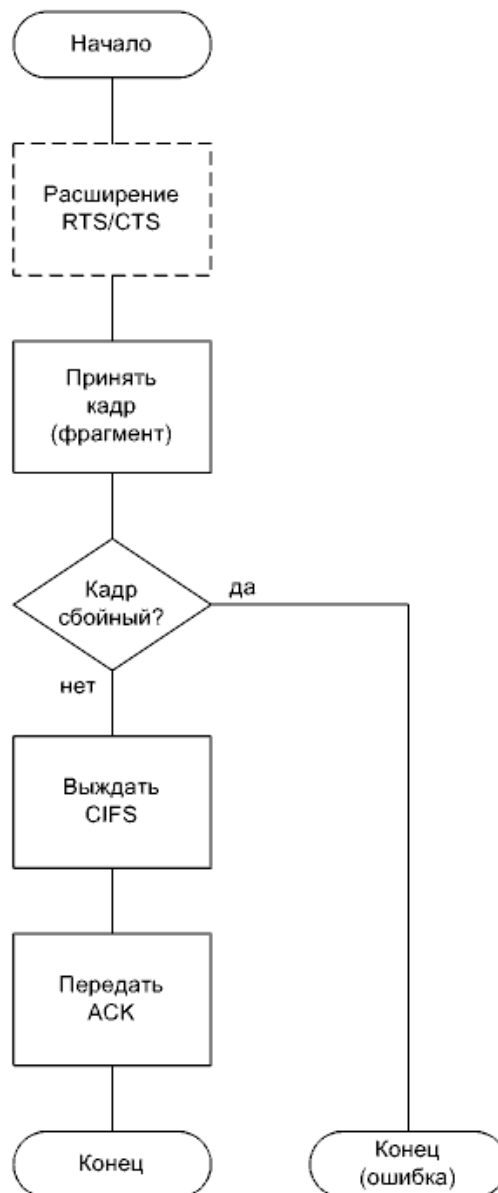 Начало
Расширение
RTS/CTS
Принять
кадр
(фрагмент)
Кадр
сбойный?
да
нет
Выждать
CIFS
Передать
ACK
Конец
Конец
(ошибка)